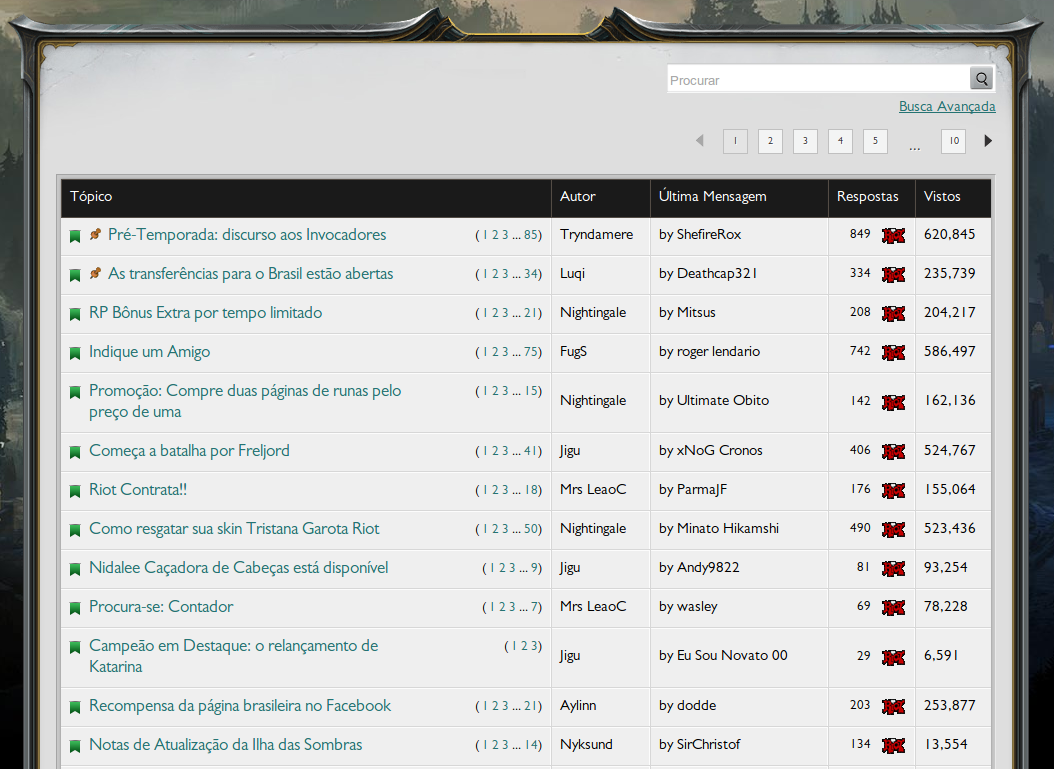 Procurar
Busca Avançada
1 2 3 4 5 ... 10
Tópico Autor Última Mensagem Respostas Vistos
Pré-Temporada: discurso aos Invocadores ( 1 2 3 ... 85) Tryndamere by ShefireRox 849 620,845
As transferências para o Brasil estão abertas ( 1 2 3 ... 34) Luqi by Deathcap321 334 235,739
RP Bônus Extra por tempo limitado ( 1 2 3 ... 21) Nightingale by Mitsus 208 204,217
Indique um Amigo ( 1 2 3 ... 75) FugS by roger lendario 742 586,497
Promoção: Compre duas páginas de runas pelo ( 1 2 3 ... 15) Nightingale by Ultimate Obito 142 162,136
preço de uma
Começa a batalha por Freljord ( 1 2 3 ... 41) Jigu by xNoG Cronos 406 524,767
Riot Contrata!! ( 1 2 3 ... 18) Mrs LeaoC by ParmaJF 176 155,064
Como resgatar sua skin Tristana Garota Riot ( 1 2 3 ... 50) Nightingale by Minato Hikamshi 490 523,436
Nidalee Caçadora de Cabeças está disponível ( 1 2 3 ... 9) Jigu by Andy9822 81 93,254
Procura-se: Contador ( 1 2 3 ... 7) Mrs LeaoC by wasley 69 78,228
Campeão em Destaque: o relançamento de ( 1 2 3) Jigu by Eu Sou Novato 00 29 6,591
Katarina
Recompensa da página brasileira no Facebook ( 1 2 3 ... 21) Aylinn by dodde 203 253,877
Notas de Atualização da Ilha das Sombras ( 1 2 3 ... 14) Nyksund by SirChristof 134 13,554